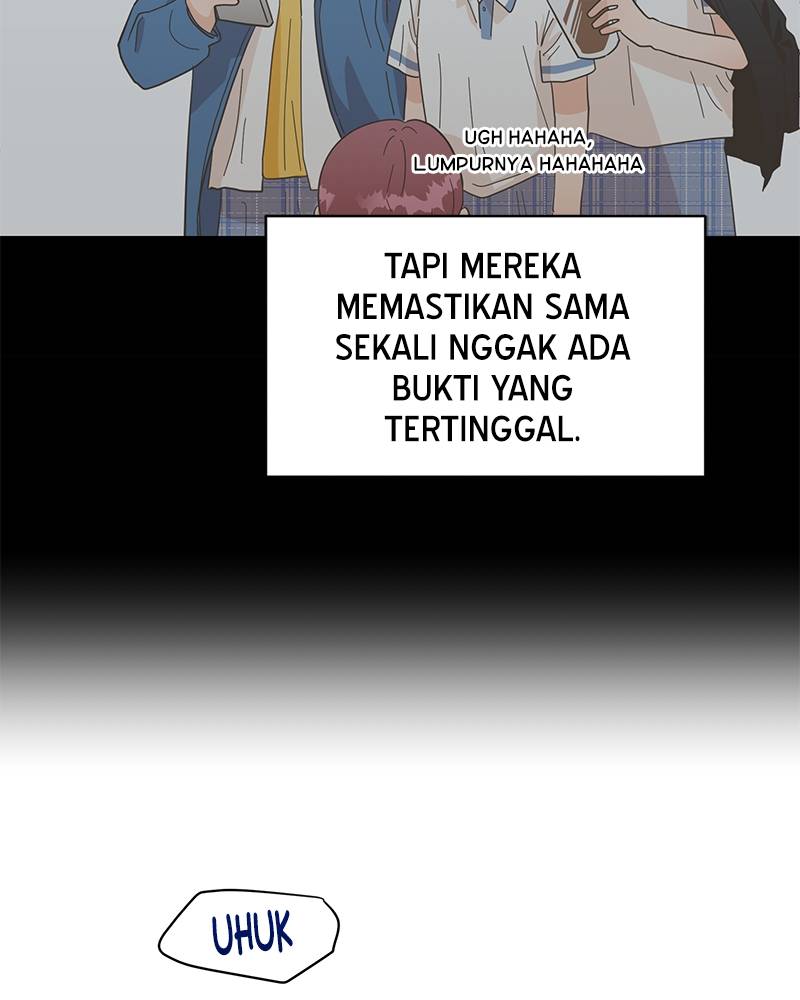 UGH HAHAHA,
LUMPURNYA HAHAHAHA
TAPI MEREKA
MEMASTIKAN SAMA
SEKALI NGGAK ADA
BUKTI YANG
TERTINGGAL.
UHUK